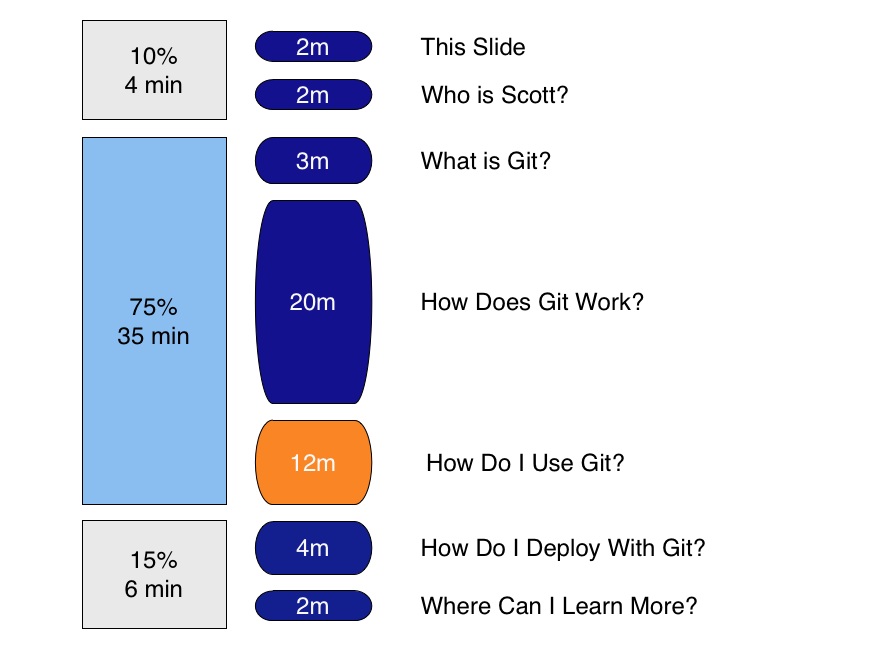 10%
4 min
2m
This Slide
2m
Who is Scott?
75%
35 min
3m
What is Git?
20m
How Does Git Work?
12m
How Do I Use Git?
15%
6 min
4m
How Do I Deploy With Git?
2m
Where Can I Learn More?